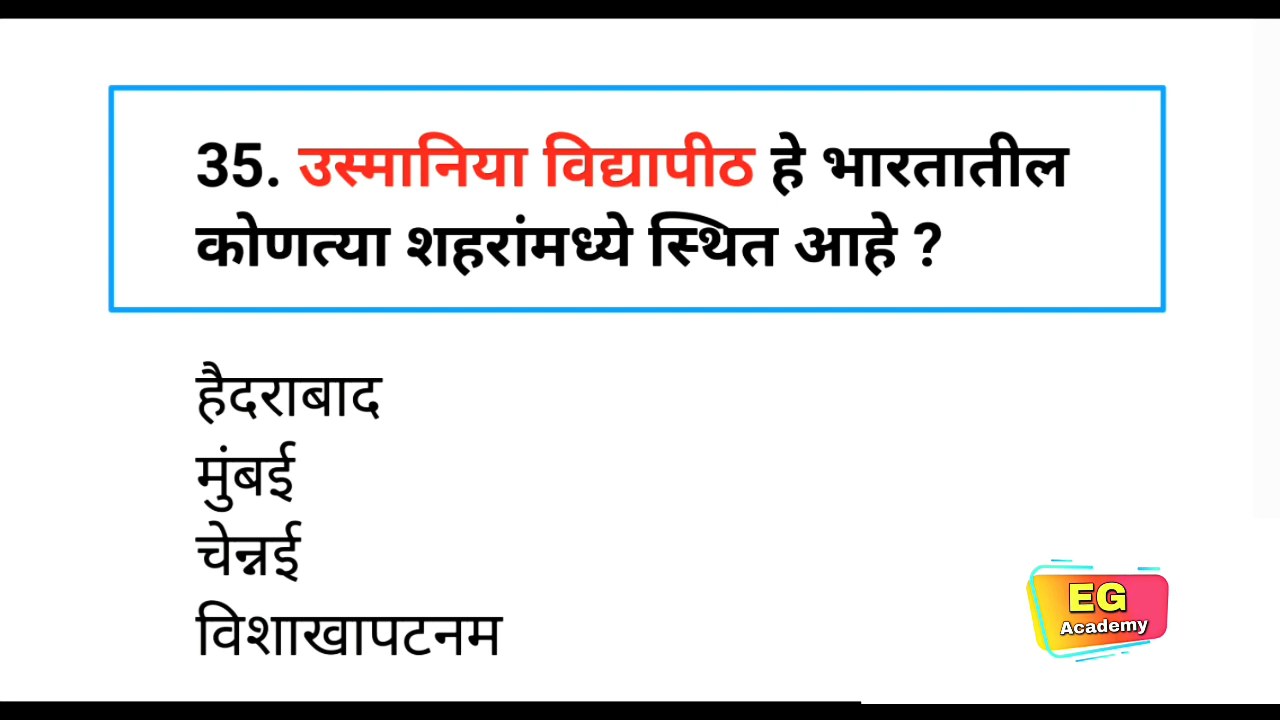 35. उस्मानिया विद्यापीठ हे भारतातील
कोणत्या शहरांमध्ये स्थित आहे ?
हैदराबाद
मुंबई
चेन्नई
विशाखापटनम
EG
Academy